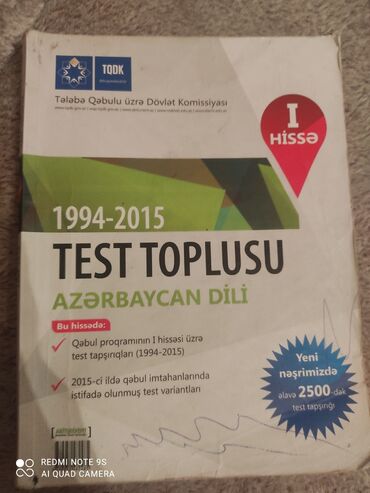 TQDK
Tələbə Qəbulu üzrə Dövlət Komissiyası
I
HİSSƏ
1994-2015
TEST TOPLUSU
AZƏRBAYCAN DİLİ
Bu hissədə:
Qəbul proqramının I hissəsi üzrə
test tapşırıqları (1994-2015)
2015-ci ildə qəbul imtahanlarında
istifadə olunmuş test variantları
Yeni
nəşrimizdə
əlavə 2500-dək
test tapşırığı
REDMI NOTE 9S
AI QUAD CAMERA